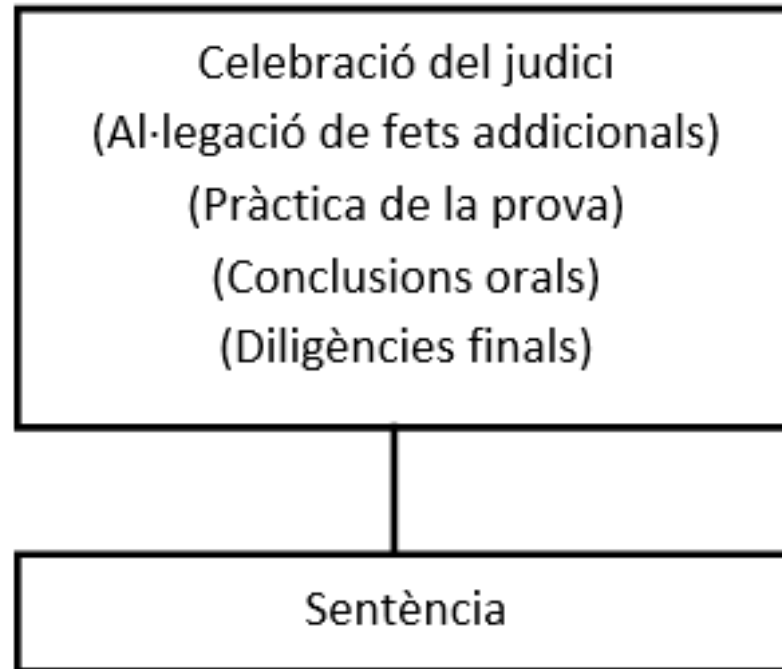 Celebració del judici
(Al·legació de fets addicionals)
(Pràctica de la prova)
(Conclusions orals)
(Diligències finals)
Sentència